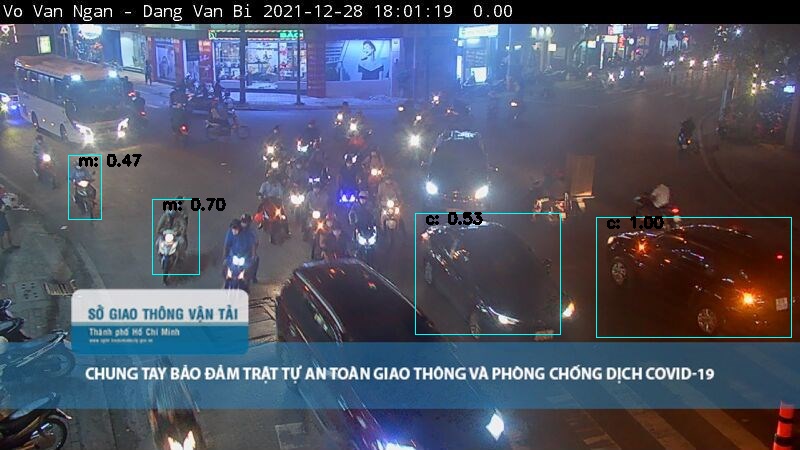 Vo Van Ngan - Dang Van Bi 2021-12-28 18:01:19 0.00
m: 0.47
m: 0.70
c: 0.53
c: 1.00
SỞ GIAO THÔNG VẬN TẢI
Thành phố Hồ Chí Minh
CHUNG TAY BẢO ĐẢM TRẬT TỰ AN TOÀN GIAO THÔNG VÀ PHÒNG CHỐNG DỊCH COVID-19